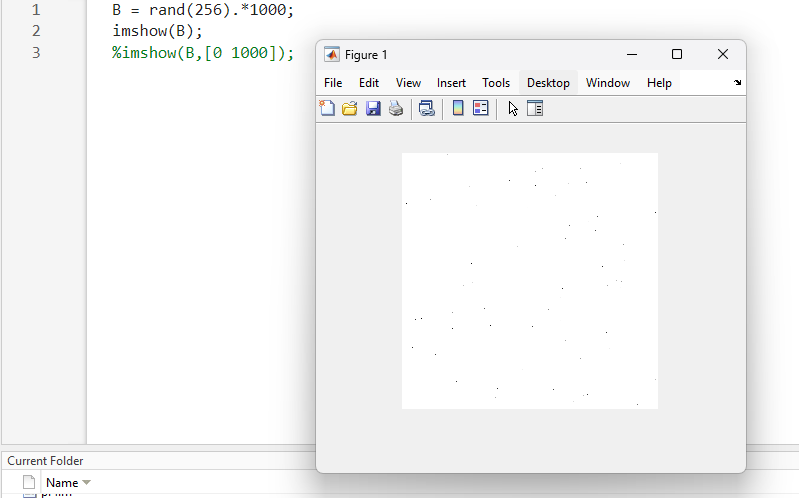 1 B = rand(256).*1000;
2 imshow(B);
3 %imshow(B,[0 1000]);
Figure 1
File Edit View Insert Tools Desktop Window Help
Current Folder
Name